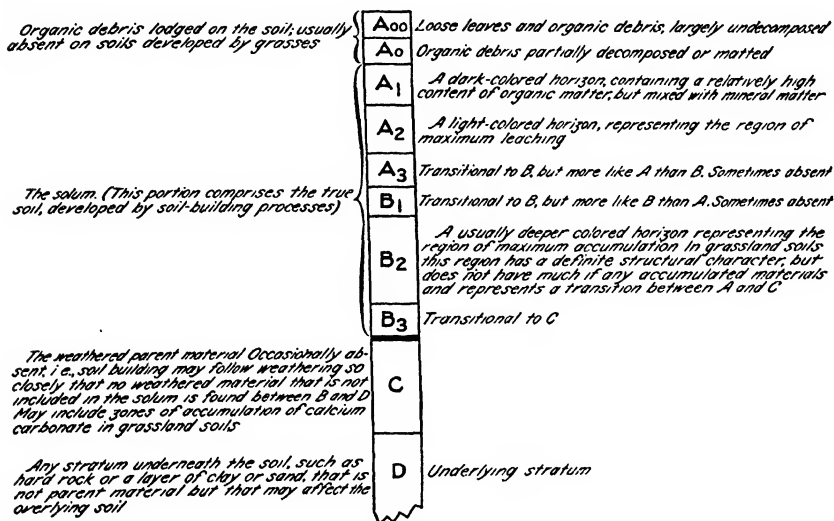 Organic debris lodged on the soil, usually
absent on soils developed by grasses
A00
Loose leaves and organic debris, largely undecomposed
A0
Organic debris partially decomposed or matted
A1
A dark-colored horizon, containing a relatively high
content of organic matter, but mixed with mineral matter
A2
A light-colored horizon, representing the region of
maximum leaching
A3
Transitional to B, but more like A than B. Sometimes absent
The solum. (This portion comprises the true
soil, developed by soil-building processes)
B1
Transitional to B, but more like B than A. Sometimes absent
B2
A usually deeper colored horizon representing the
region of maximum accumulation In grassland soils
this region has a definite structural character, but
does not have much if any accumulated materials
and represents a transition between A and C
B3
Transitional to C
The weathered parent material Occasionally ab-
sent, i.e., soil building may follow weathering so
closely that no weathered material that is not
included in the solum is found between B and D
May include zones of accumulation of calcium
carbonate in grassland soils
C
Any stratum underneath the soil, such as
hard rock or a layer of clay or sand, that is
not parent material but that may affect the
overlying soil
D
Underlying stratum